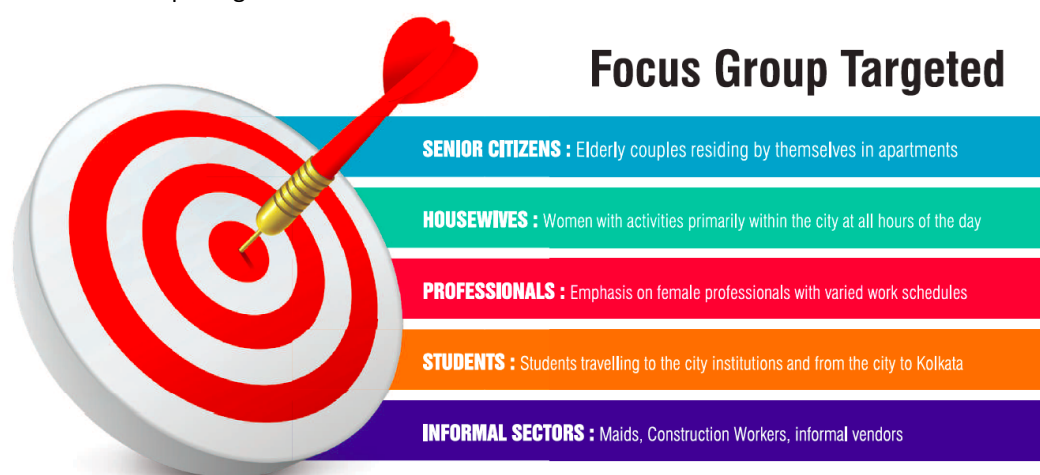 Focus Group Targeted
SENIOR CITIZENS : Elderly couples residing by themselves in apartments
HOUSEWIVES : Women with activities primarily within the city at all hours of the day
PROFESSIONALS : Emphasis on female professionals with varied work schedules
STUDENTS : Students travelling to the city institutions and from the city to Kolkata
INFORMAL SECTORS : Maids, Construction Workers, informal vendors